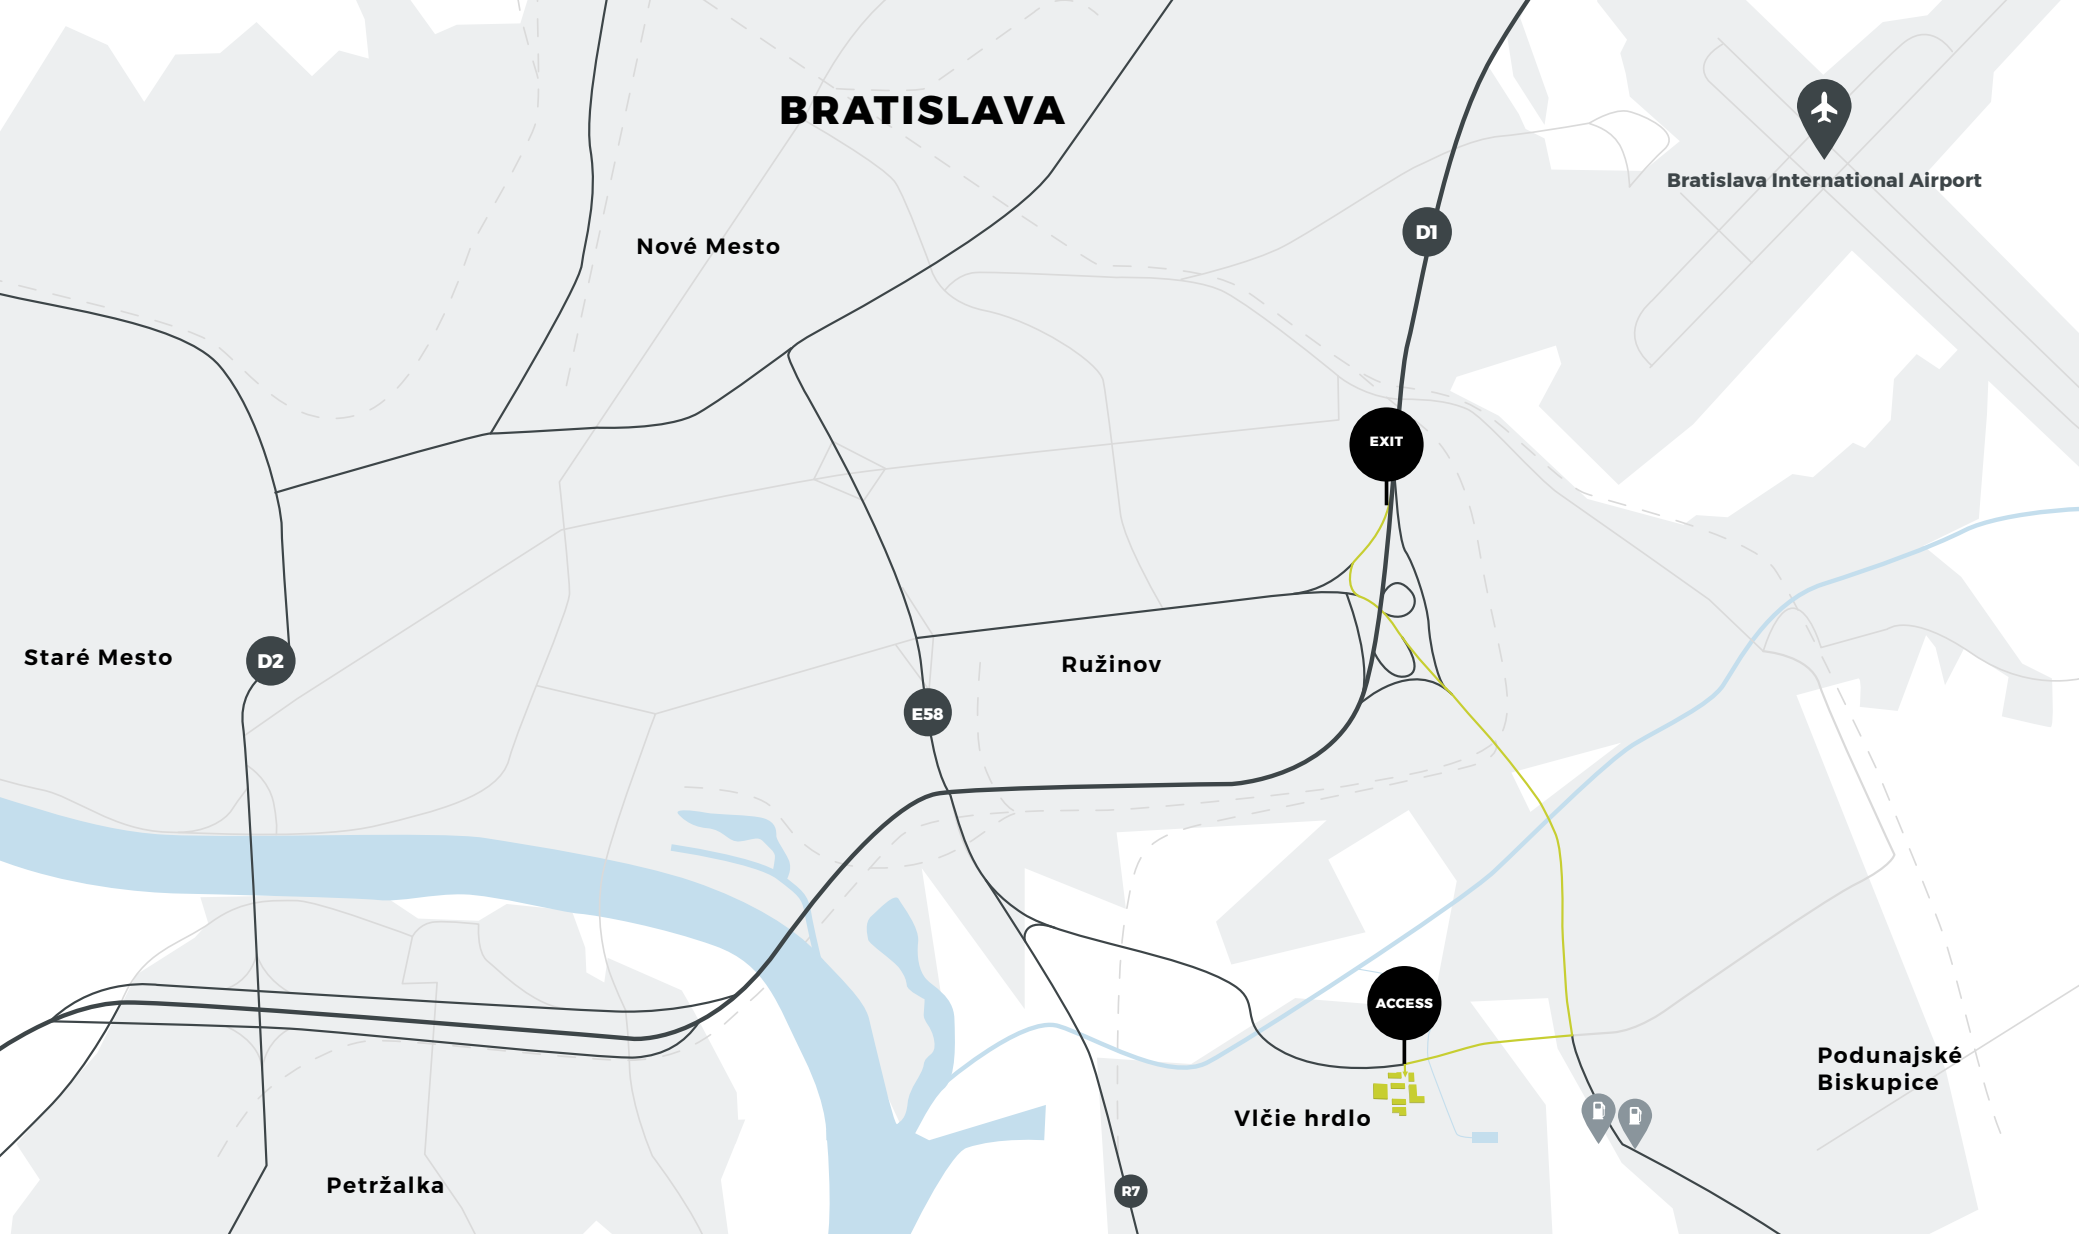 BRATISLAVA
Bratislava International Airport
D1
Nové Mesto
EXIT
Staré Mesto
D2
Ružinov
E58
ACCESS
Podunajské
Biskupice
Vlčie hrdlo
Petržalka
R7